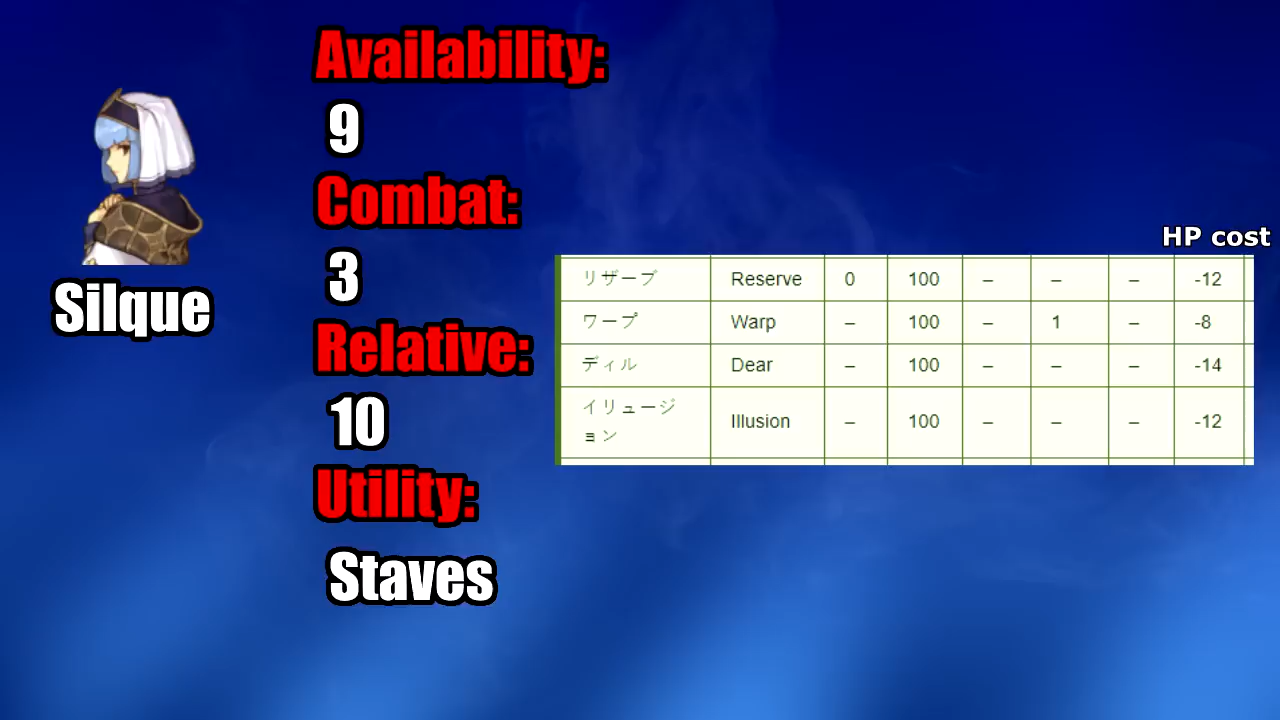 Silque
Availability:
9
Combat:
3
Relative:
10
Utility:
Staves
HP cost
リザーブ Reserve 0 100 – – – -12
ワープ Warp – 100 – 1 – -8
ディル Dear – 100 – – – -14
イリュージ
ョン Illusion – 100 – – – -12